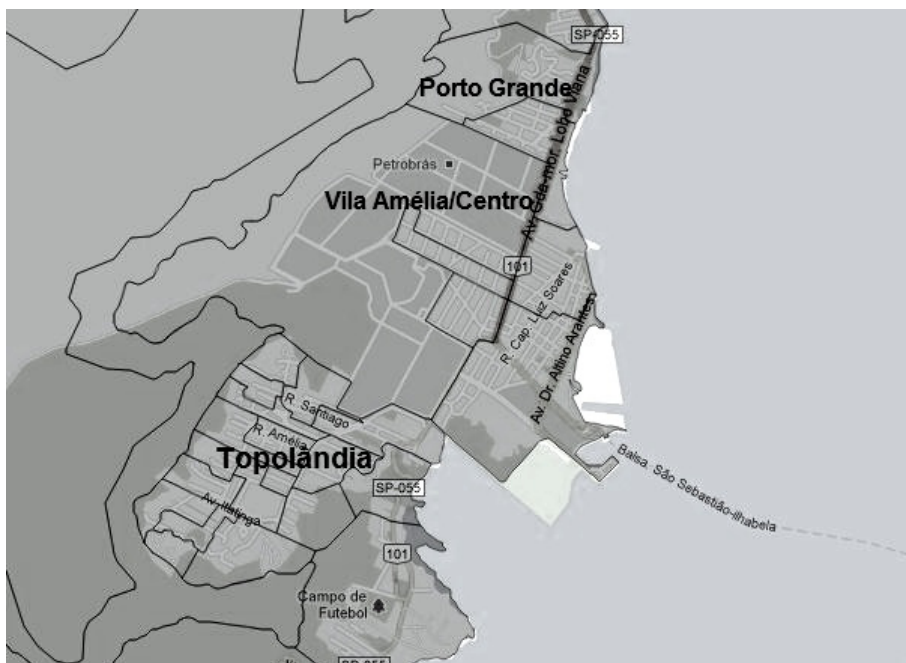 SP-055
Porto Grande
Av. Gda-mor. Lobo Viana
Petrobrás
Vila Amélia/Centro
101
R. Cap. Luiz Soares
Av. Dr. Altino Arantes
R. Santiago
R. Amélia
Topolândia
Balsa São Sebastião-Ilhabela
SP-055
Av. Itatinga
101
Campo de
Futebol
SP-055